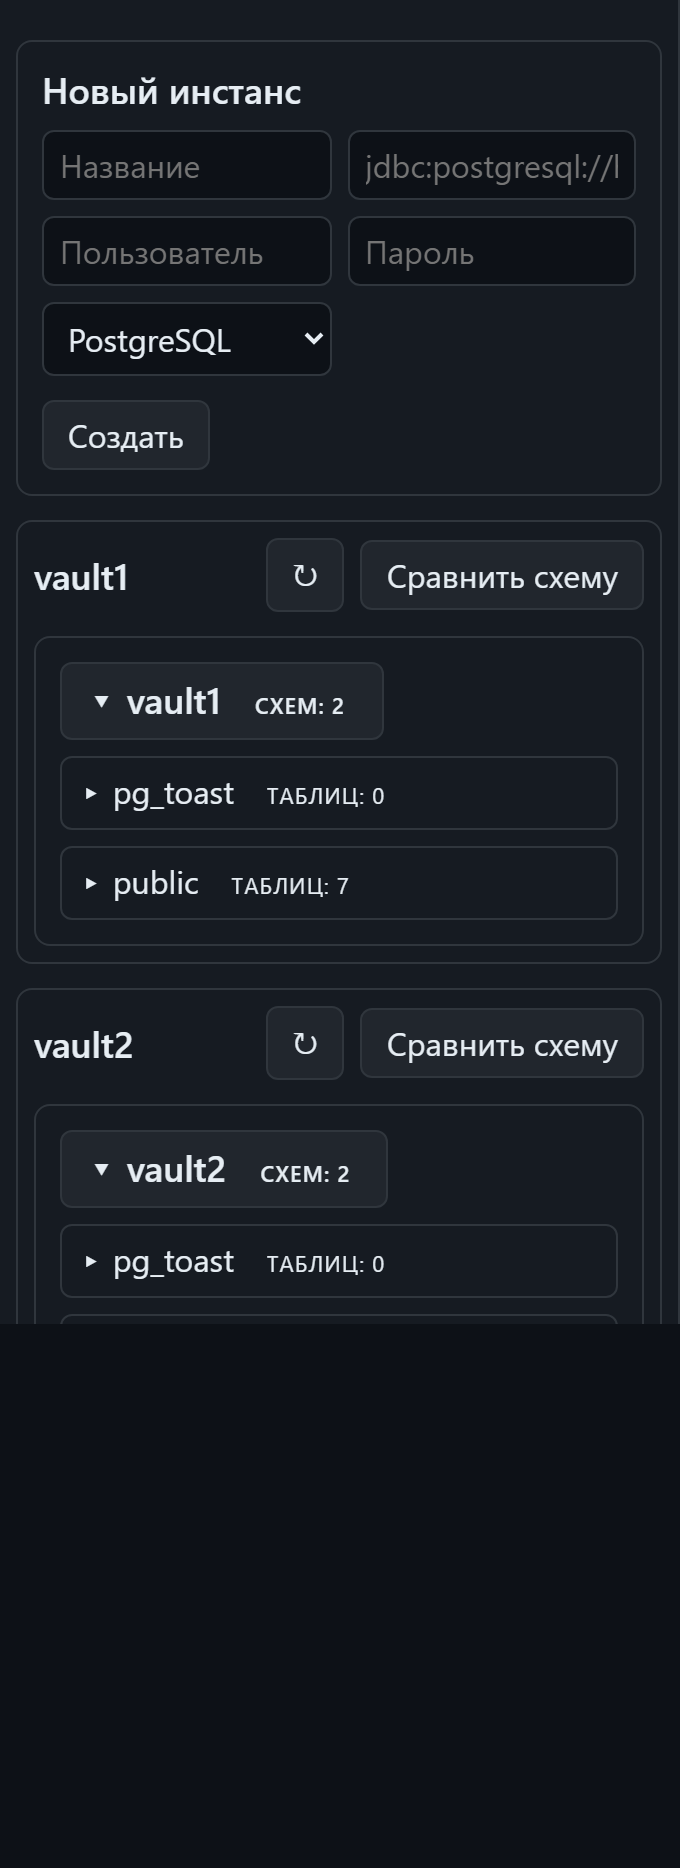 Новый инстанс
Название jdbc:postgresql://l
Пользователь Пароль
PostgreSQL
Создать
vault1 ↻ Сравнить схему
▼ vault1 СХЕМ: 2
▸ pg_toast ТАБЛИЦ: 0
▸ public ТАБЛИЦ: 7
vault2 ↻ Сравнить схему
▼ vault2 СХЕМ: 2
▸ pg_toast ТАБЛИЦ: 0